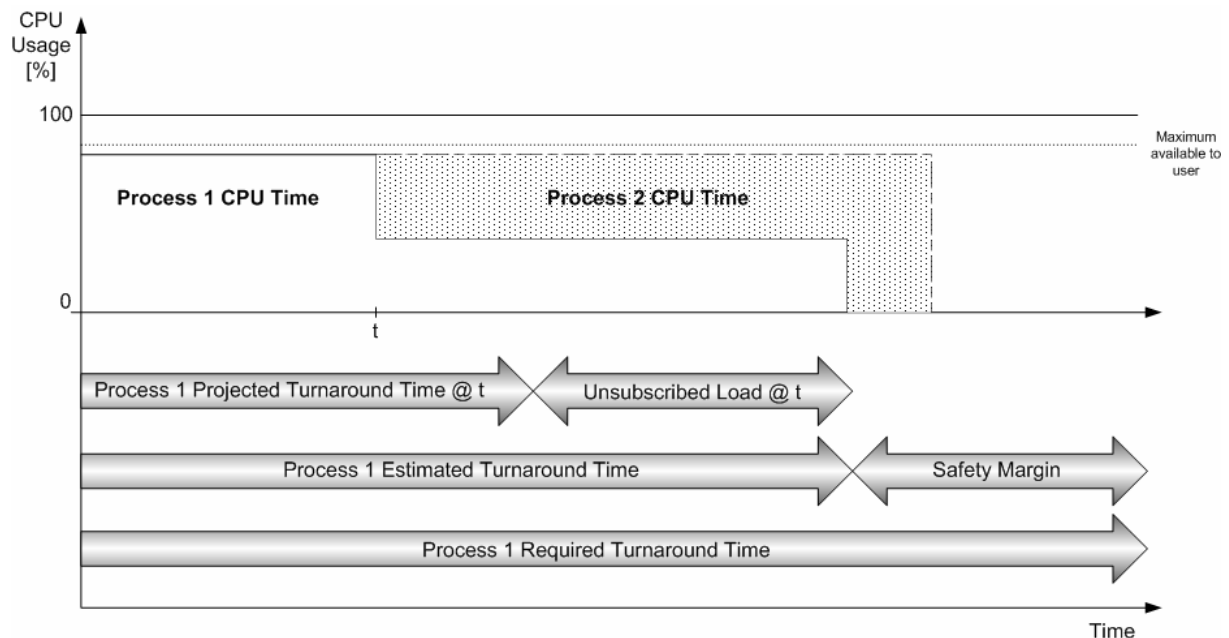 CPU
Usage
[%]
100
Maximum
available to
user
Process 1 CPU Time
Process 2 CPU Time
0
t
Process 1 Projected Turnaround Time @ t
Unsubscribed Load @ t
Process 1 Estimated Turnaround Time
Safety Margin
Process 1 Required Turnaround Time
Time